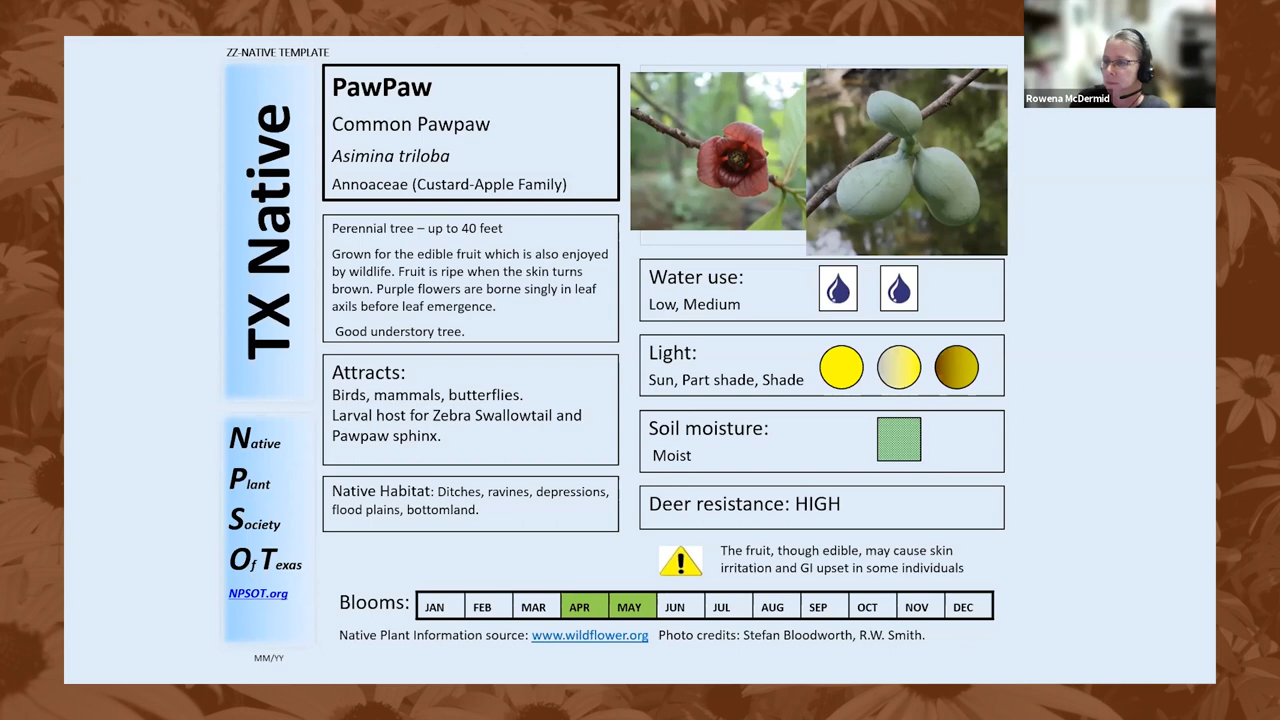 ZZ-NATIVE TEMPLATE
TX Native
PawPaw
Common Pawpaw
Asimina triloba
Annoaceae (Custard-Apple Family)
Perennial tree – up to 40 feet
Grown for the edible fruit which is also enjoyed
by wildlife. Fruit is ripe when the skin turns
brown. Purple flowers are borne singly in leaf
axils before leaf emergence.
Good understory tree.
Attracts:
Birds, mammals, butterflies.
Larval host for Zebra Swallowtail and
Pawpaw sphinx.
Native Habitat: Ditches, ravines, depressions,
flood plains, bottomland.
Native
Plant
Society
Of Texas
NPSOT.org
MM/YY
Rowena McDermid
Water use:
Low, Medium
Light:
Sun, Part shade, Shade
Soil moisture:
Moist
Deer resistance: HIGH
!
The fruit, though edible, may cause skin
irritation and GI upset in some individuals
Blooms: JAN FEB MAR APR MAY JUN JUL AUG SEP OCT NOV DEC
Native Plant Information source: www.wildflower.org Photo credits: Stefan Bloodworth, R.W. Smith.